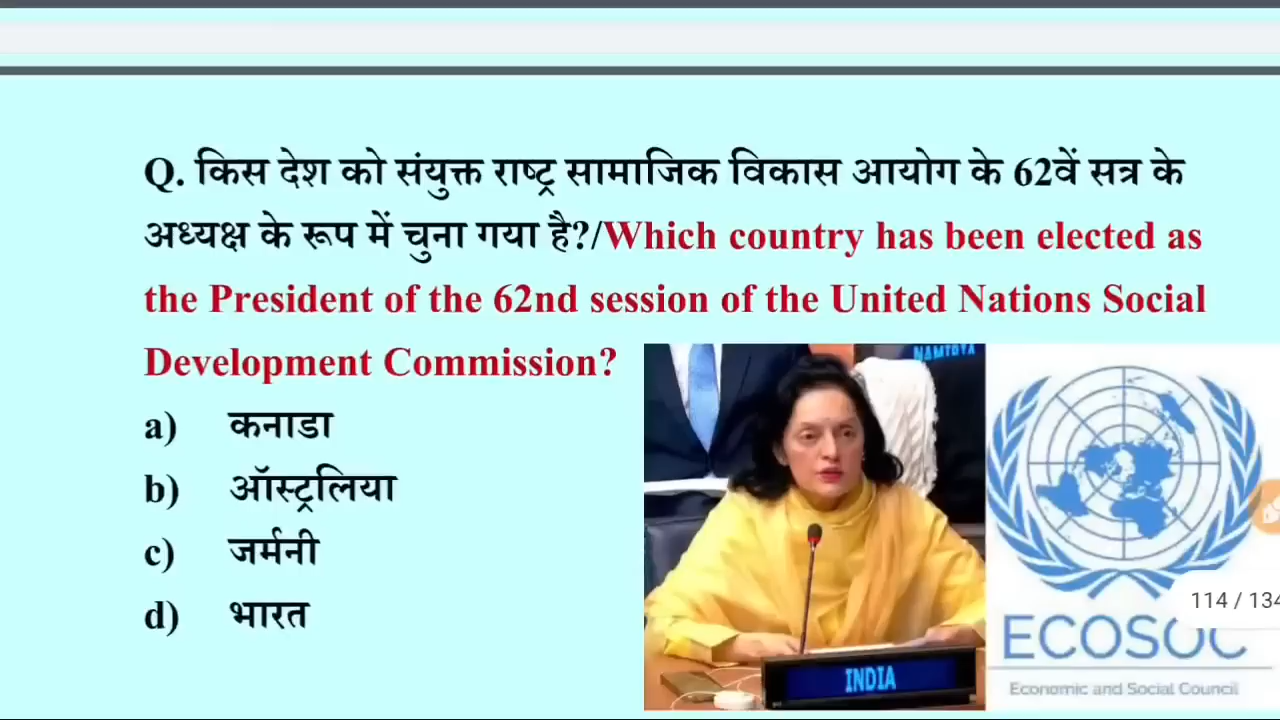 Q. किस देश को संयुक्त राष्ट्र सामाजिक विकास आयोग के 62वें सत्र के
अध्यक्ष के रूप में चुना गया है?/Which country has been elected as
the President of the 62nd session of the United Nations Social
Development Commission?
a) कनाडा
b) ऑस्ट्रलिया
c) जर्मनी
d) भारत
NAMIBIA
INDIA
114 / 134
ECOSOC
Economic and Social Council